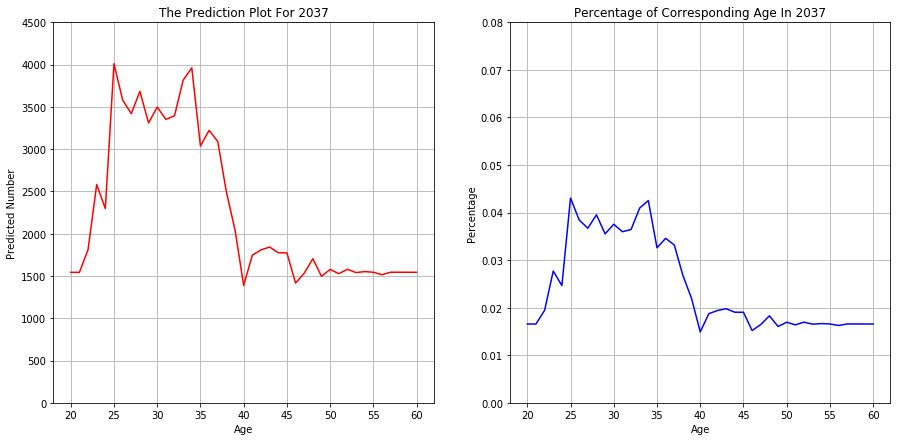 The Prediction Plot For 2037
4500
4000
3500
3000
2500
2000
1500
1000
500
0
Predicted Number
20 25 30 35 40 45 50 55 60
Age
Percentage of Corresponding Age In 2037
0.08
0.07
0.06
0.05
0.04
0.03
0.02
0.01
0.00
Percentage
20 25 30 35 40 45 50 55 60
Age